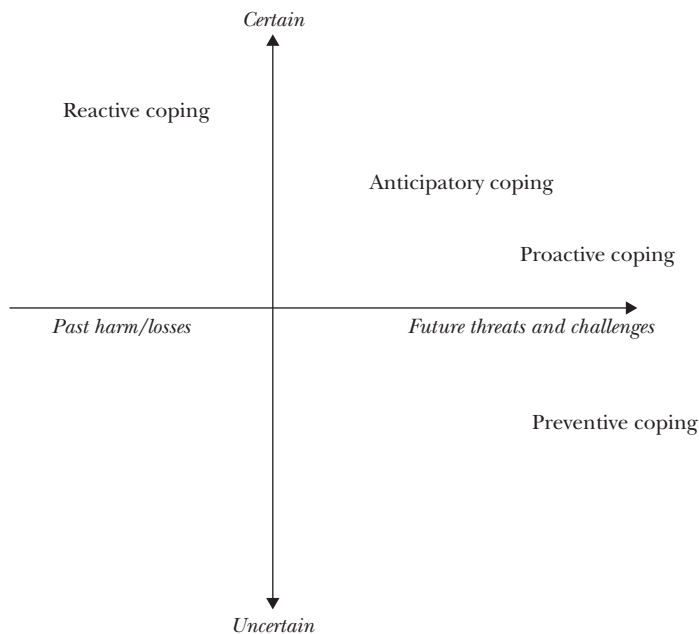 Certain
Reactive coping
Anticipatory coping
Proactive coping
Past harm/losses
Future threats and challenges
Preventive coping
Uncertain